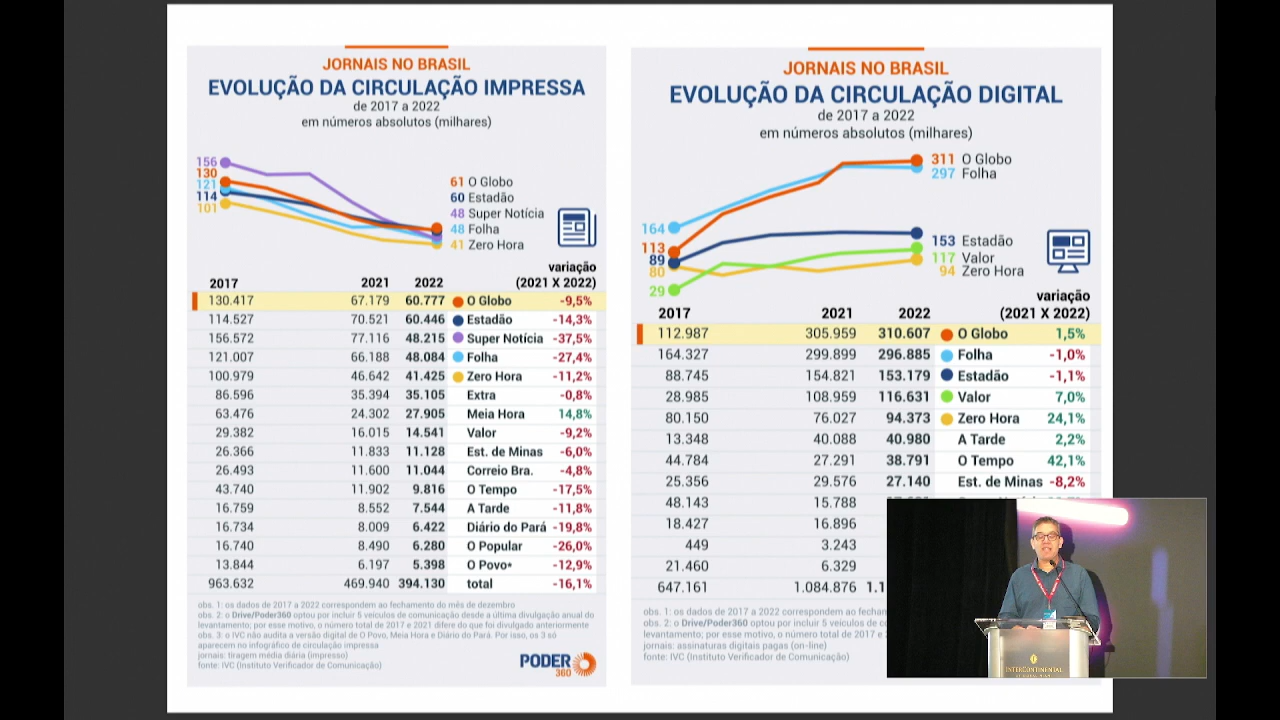 JORNAIS NO BRASIL
EVOLUÇÃO DA CIRCULAÇÃO IMPRESSA
de 2017 a 2022
em números absolutos (milhares)
156
130
121
114
101
61 O Globo
60 Estadão
48 Super Notícia
48 Folha
41 Zero Hora
variação
2017 2021 2022 (2021 X 2022)
130.417 67.179 60.777 O Globo -9,5%
114.527 70.521 60.446 Estadão -14,3%
156.572 77.116 48.215 Super Notícia -37,5%
121.007 66.188 48.084 Folha -27,4%
100.979 46.642 41.425 Zero Hora -11,2%
86.596 35.394 35.105 Extra -0,8%
63.476 24.302 27.905 Meia Hora 14,8%
29.382 16.015 14.541 Valor -9,2%
26.366 11.833 11.128 Est. de Minas -6,0%
26.493 11.600 11.044 Correio Bra. -4,8%
43.740 11.902 9.816 O Tempo -17,5%
16.759 8.552 7.544 A Tarde -11,8%
16.734 8.009 6.422 Diário do Pará -19,8%
16.740 8.490 6.280 O Popular -26,0%
13.844 6.197 5.398 O Povo* -12,9%
963.632 469.940 394.130 total -16,1%
obs. 1: os dados de 2017 a 2022 correspondem ao fechamento do mês de dezembro
obs. 2: o Drive/Poder360 optou por incluir 5 veículos de comunicação desde a última divulgação anual do
levantamento; por esse motivo, o número total de 2017 e 2021 difere do que foi divulgado anteriormente
obs. 3: o IVC não audita a versão digital de O Povo, Meia Hora e Diário do Pará. Por isso, os 3 só
aparecem no infográfico de circulação impressa
jornais: tiragem média diária (impresso)
fonte: IVC (Instituto Verificador de Comunicação)
PODER
360
JORNAIS NO BRASIL
EVOLUÇÃO DA CIRCULAÇÃO DIGITAL
de 2017 a 2022
em números absolutos (milhares)
164
113
89
80
29
311 O Globo
297 Folha
153 Estadão
117 Valor
94 Zero Hora
variação
2017 2021 2022 (2021 X 2022)
112.987 305.959 310.607 O Globo 1,5%
164.327 299.899 296.885 Folha -1,0%
88.745 154.821 153.179 Estadão -1,1%
28.985 108.959 116.631 Valor 7,0%
80.150 76.027 94.373 Zero Hora 24,1%
13.348 40.088 40.980 A Tarde 2,2%
44.784 27.291 38.791 O Tempo 42,1%
25.356 29.576 27.140 Est. de Minas -8,2%
48.143 15.788
18.427 16.896
449 3.243
21.460 6.329
647.161 1.084.876 1.1
obs. 1: os dados de 2017 a 2022 correspondem ao fecham
obs. 2: o Drive/Poder360 optou por incluir 5 veículos de co
levantamento; por esse motivo, o número total de 2017 e 2
jornais: assinaturas digitais pagas (on-line)
fonte: IVC (Instituto Verificador de Comunicação)
INTERCONTINENTAL